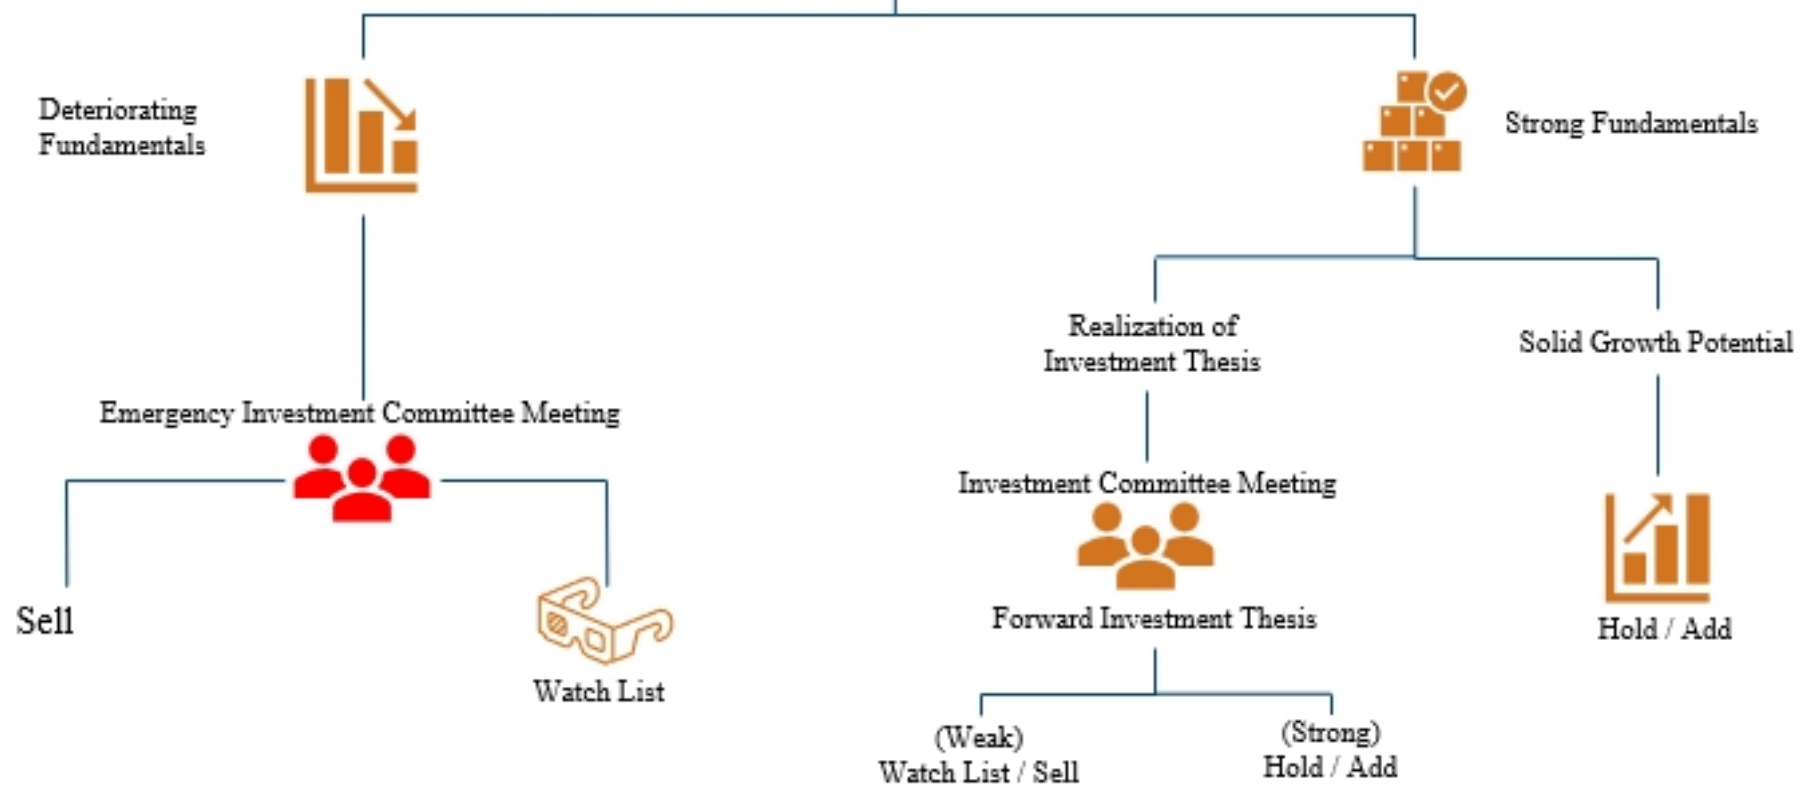 Deteriorating
Fundamentals
Strong Fundamentals
Realization of
Investment Thesis
Solid Growth Potential
Emergency Investment Committee Meeting
Investment Committee Meeting
Sell
Watch List
Forward Investment Thesis
Hold / Add
(Weak)
Watch List / Sell
(Strong)
Hold / Add